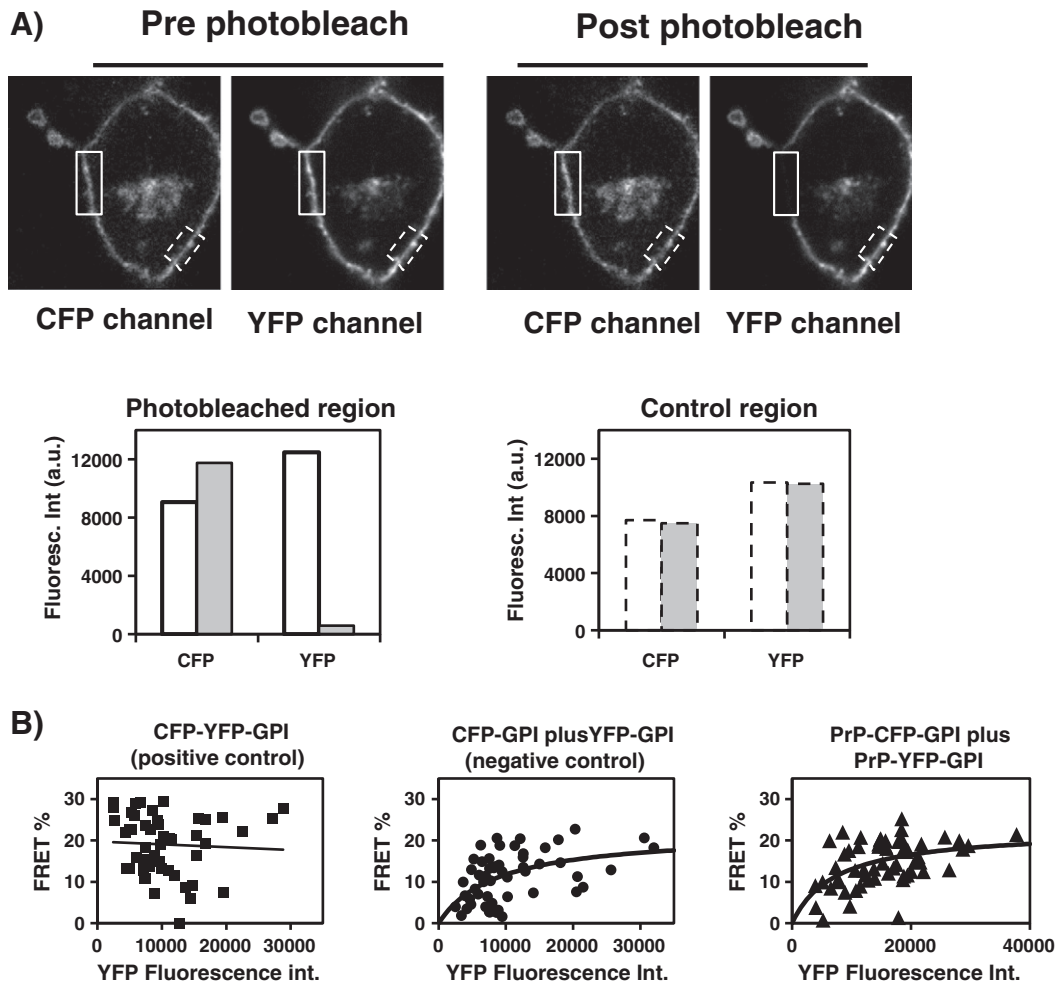 A)
Pre photobleach
Post photobleach
CFP channel
YFP channel
CFP channel
YFP channel
Photobleached region
Fluoresc. Int (a.u.)
12000
8000
4000
0
CFP
YFP
Control region
Fluoresc. Int (a.u.)
12000
8000
4000
0
CFP
YFP
B)
CFP-YFP-GPI
(positive control)
FRET %
30
20
10
0
0
10000
20000
30000
YFP Fluorescence int.
CFP-GPI plusYFP-GPI
(negative control)
FRET %
30
20
10
0
0
10000
20000
30000
YFP Fluorescence Int.
PrP-CFP-GPI plus
PrP-YFP-GPI
FRET %
30
20
10
0
0
20000
40000
YFP Fluorescence Int.